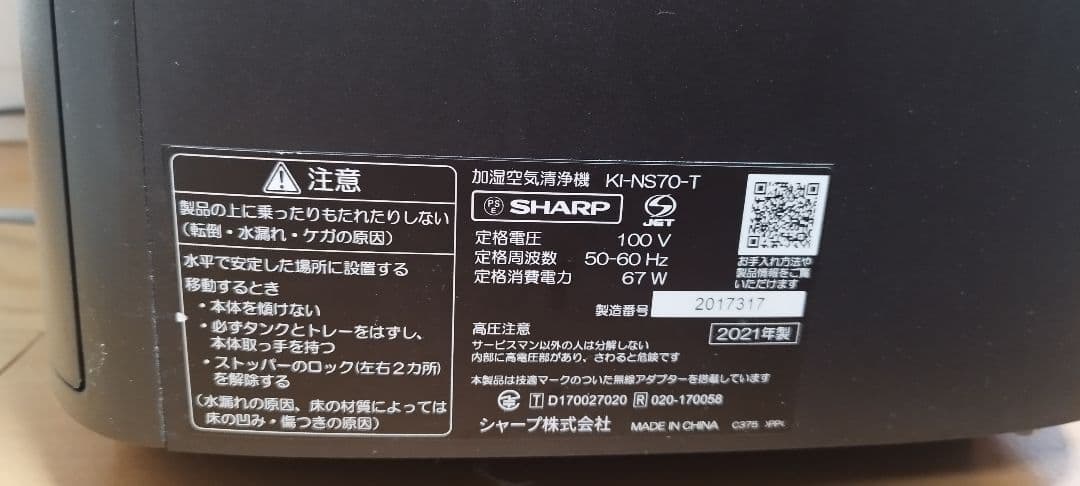 注意
製品の上に乗ったりもたれたりしない
(転倒・水漏れ・ケガの原因)
水平で安定した場所に設置する
移動するとき
・本体を傾けない
・必ずタンクとトレーをはずし、
本体取っ手を持つ
・ストッパーのロック(左右2カ所)
を解除する
(水漏れの原因、床の材質によっては
床の凹み・傷つきの原因)
加湿空気清浄機 KI-NS70-T
PSE SHARP JET
定格電圧 100 V
定格周波数 50-60 Hz
定格消費電力 67 W
お手入れ方法や
製品情報をご覧
いただけます
製造番号 2017317
2021年製
高圧注意
サービスマン以外の人は分解しない
内部に高電圧部があり、さわると危険です
本製品は技適マークのついた無線アダプターを搭載しています
T D170027020 R 020-170058
シャープ株式会社 MADE IN CHINA C375 >PP<